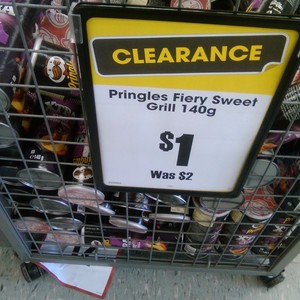 CLEARANCE
Pringles Fiery Sweet
Grill 140g
$1
Was $2